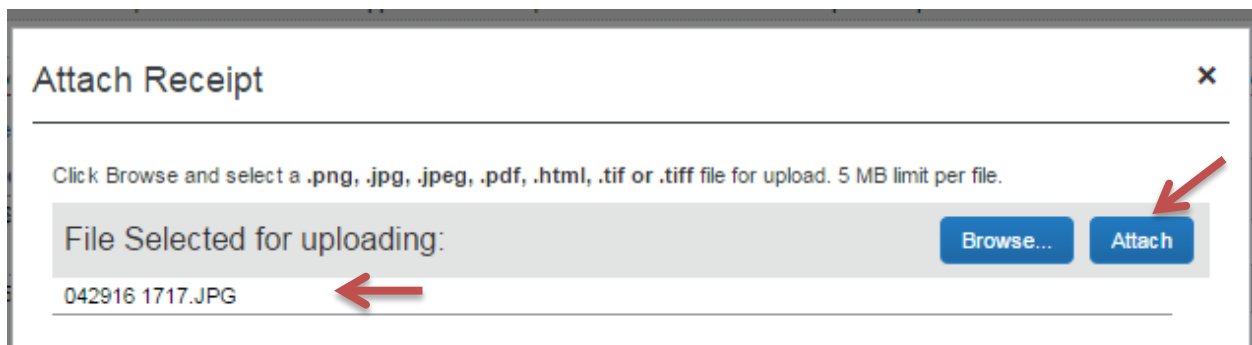 Attach Receipt ×
Click Browse and select a .png, .jpg, .jpeg, .pdf, .html, .tif or .tiff file for upload. 5 MB limit per file.
File Selected for uploading: Browse... Attach
042916 1717.JPG